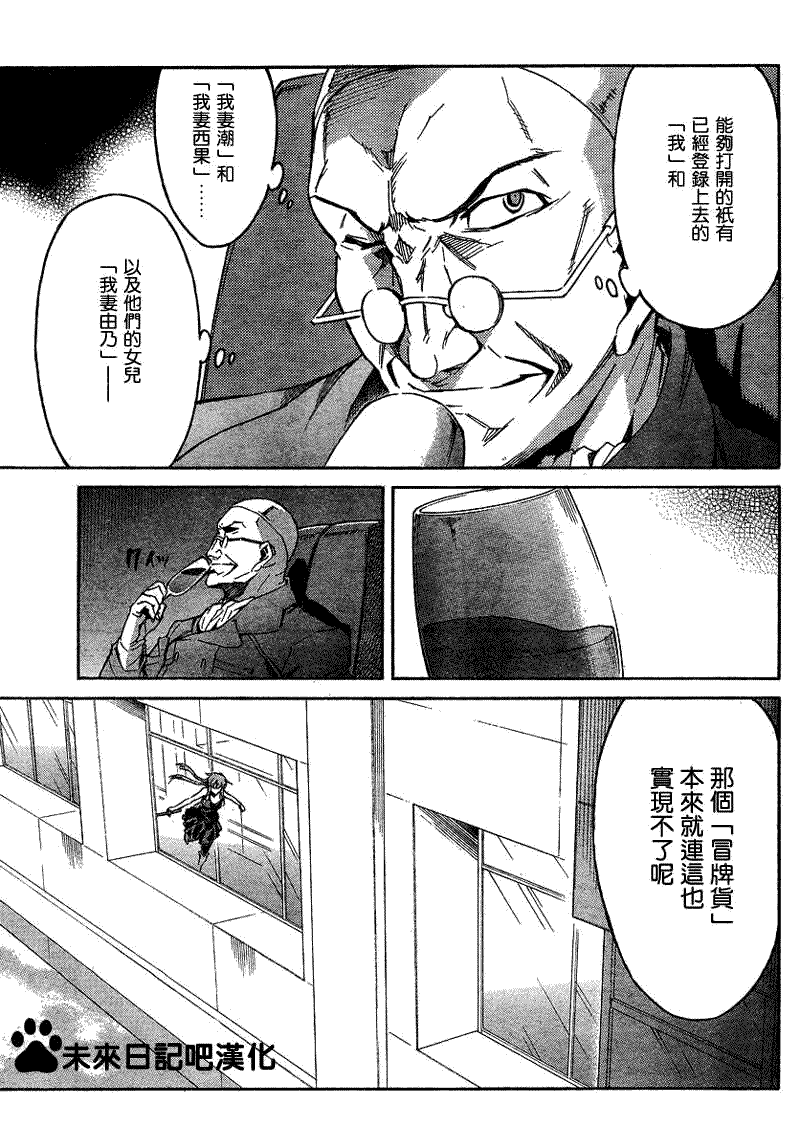 能夠打開的祇有
已經登錄上去的
「我」和
「我妻潮」和
「我妻西果」……
以及他們的女兒
「我妻由乃」——
那個「冒牌貨」
本來就連這也
實現不了呢
未來日記吧漢化